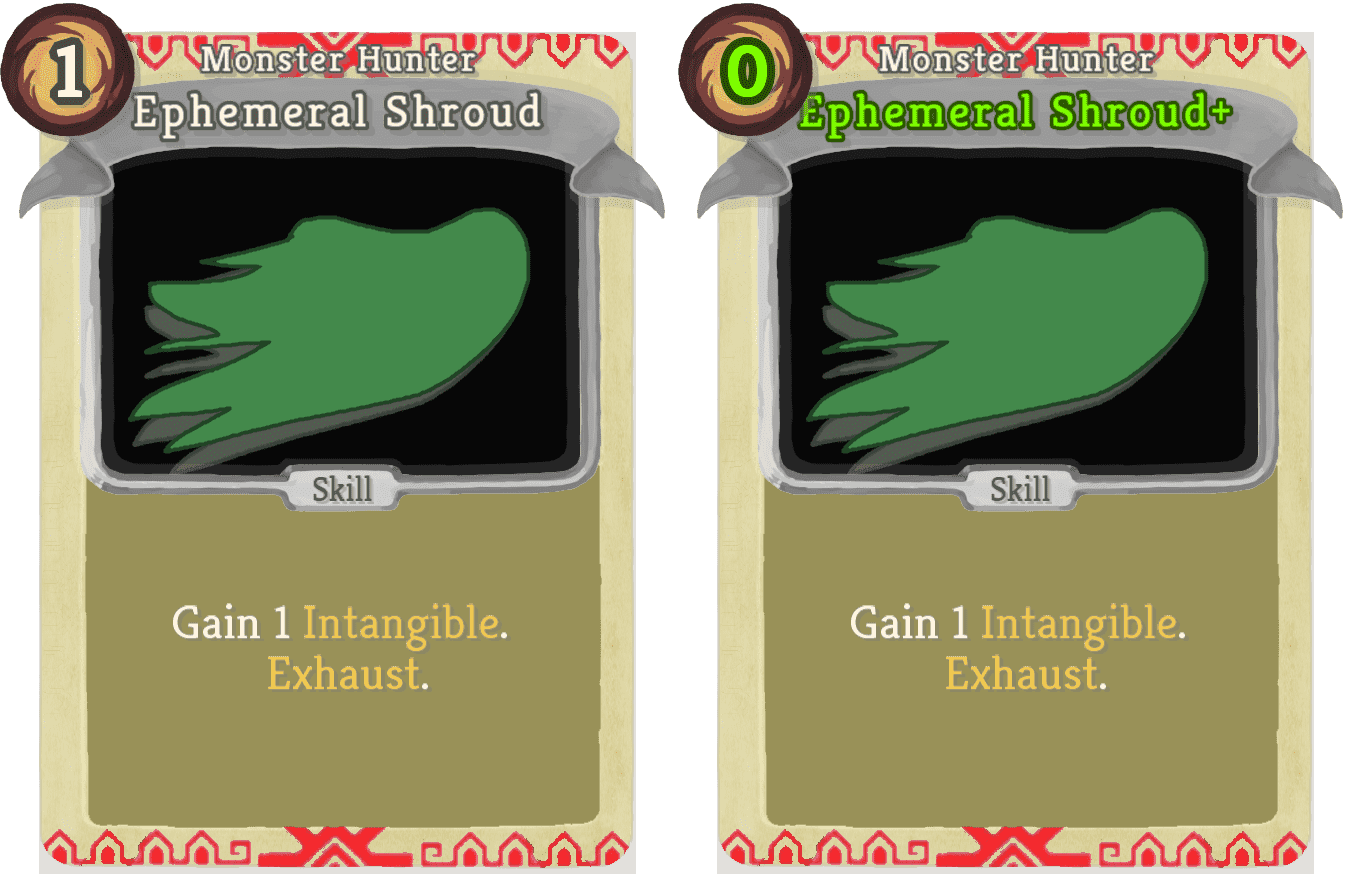 1
Monster Hunter
Ephemeral Shroud
Skill
Gain 1 Intangible.
Exhaust.
0
Monster Hunter
Ephemeral Shroud+
Skill
Gain 1 Intangible.
Exhaust.